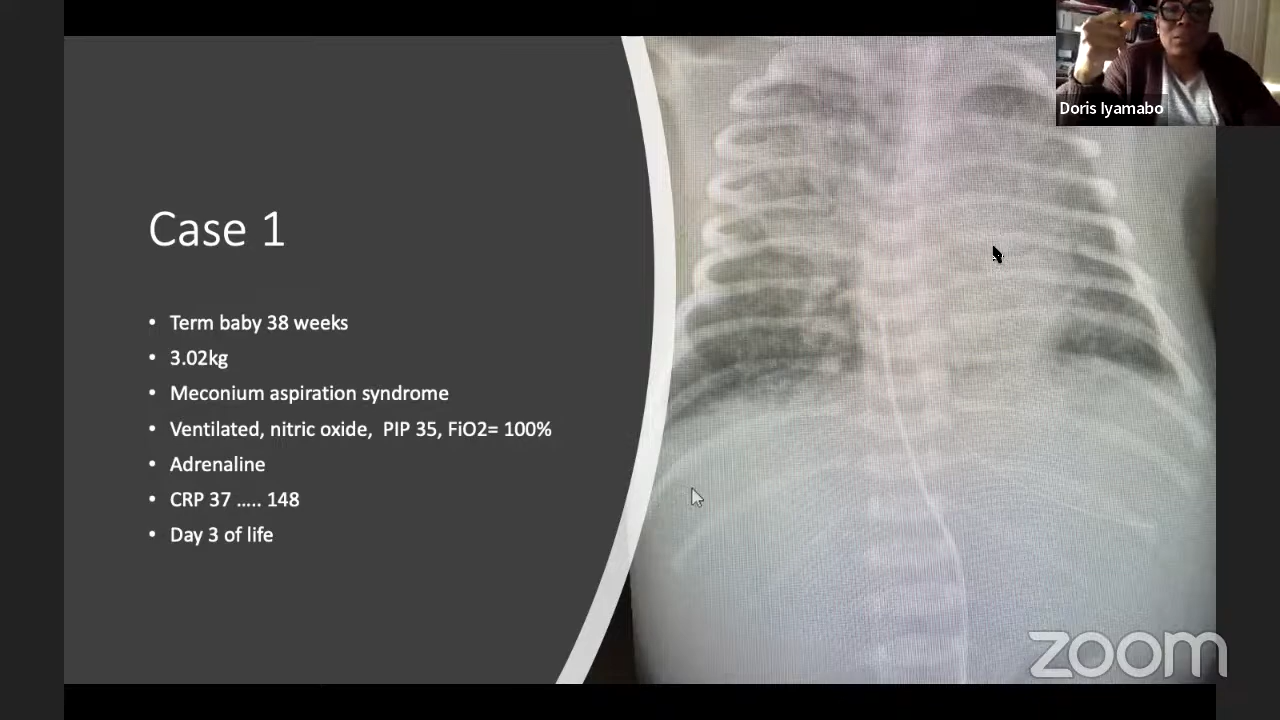 Doris Iyamabo
Case 1
• Term baby 38 weeks
• 3.02kg
• Meconium aspiration syndrome
• Ventilated, nitric oxide,  PIP 35, FiO2= 100%
• Adrenaline
• CRP 37 ..... 148
• Day 3 of life
zoom